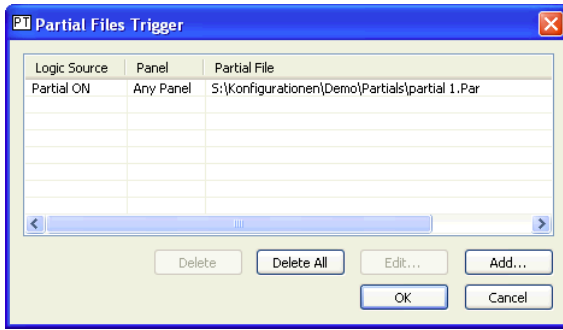 PT Partial Files Trigger
Logic Source Panel Partial File
Partial ON Any Panel S:\Konfigurationen\Demo\Partials\partial 1.Par
Delete Delete All Edit... Add...
OK Cancel